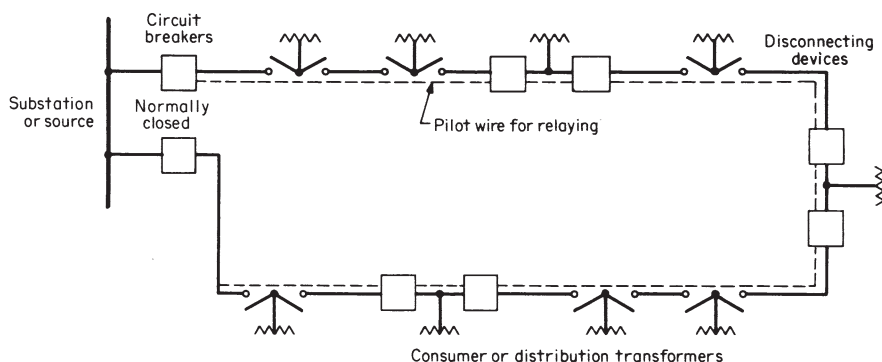 Circuit
breakers
Disconnecting
devices
Substation
or source
Normally
closed
Pilot wire for relaying
Consumer or distribution transformers